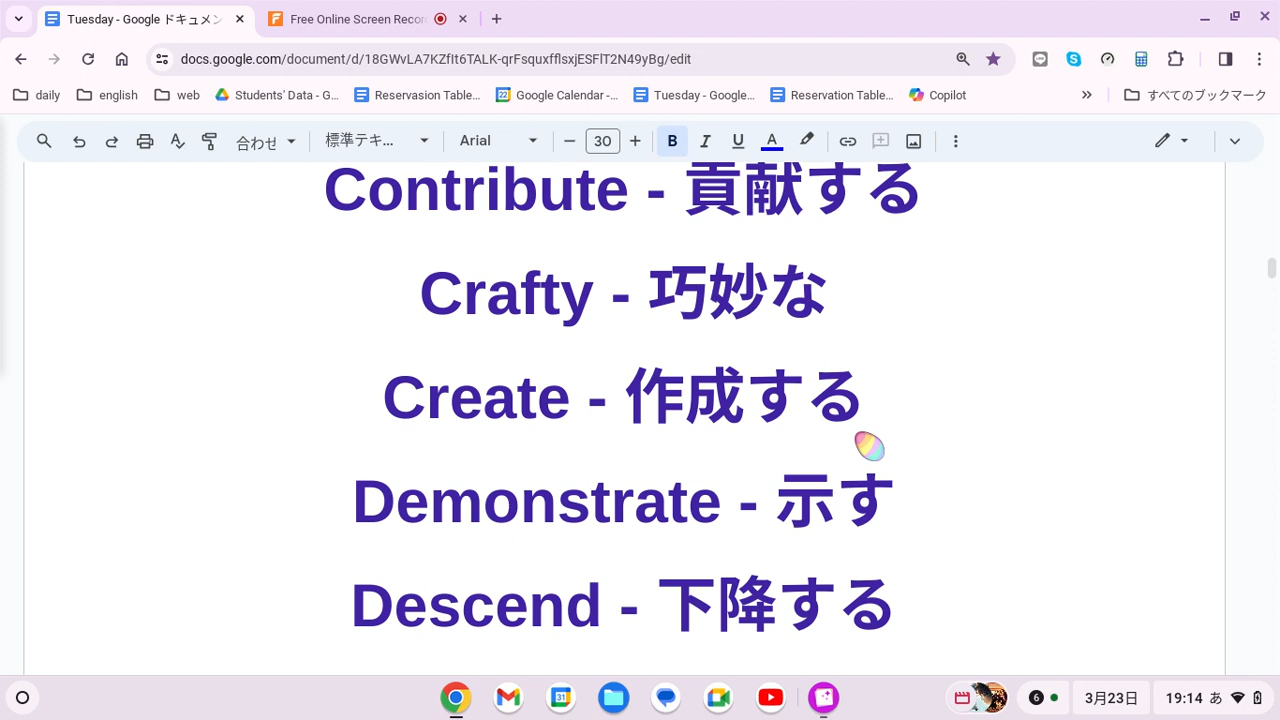 Tuesday - Google ドキュメン
Free Online Screen Recor
docs.google.com/document/d/13GWvLA7KZfIt6TALK-qrFsquxfflsxjESFlT2N49yBg/edit
daily
english
web
Students' Data - G...
Reservasion Table...
Google Calendar -...
Tuesday - Google...
Reservation Table...
Copilot
すべてのブックマーク
合わせ
標準テキ...
Arial
30
B
I
U
A
Contribute - 貢献する
Crafty - 巧妙な
Create - 作成する
Demonstrate - 示す
Descend - 下降する
31
6
3月23日
19:14
あ